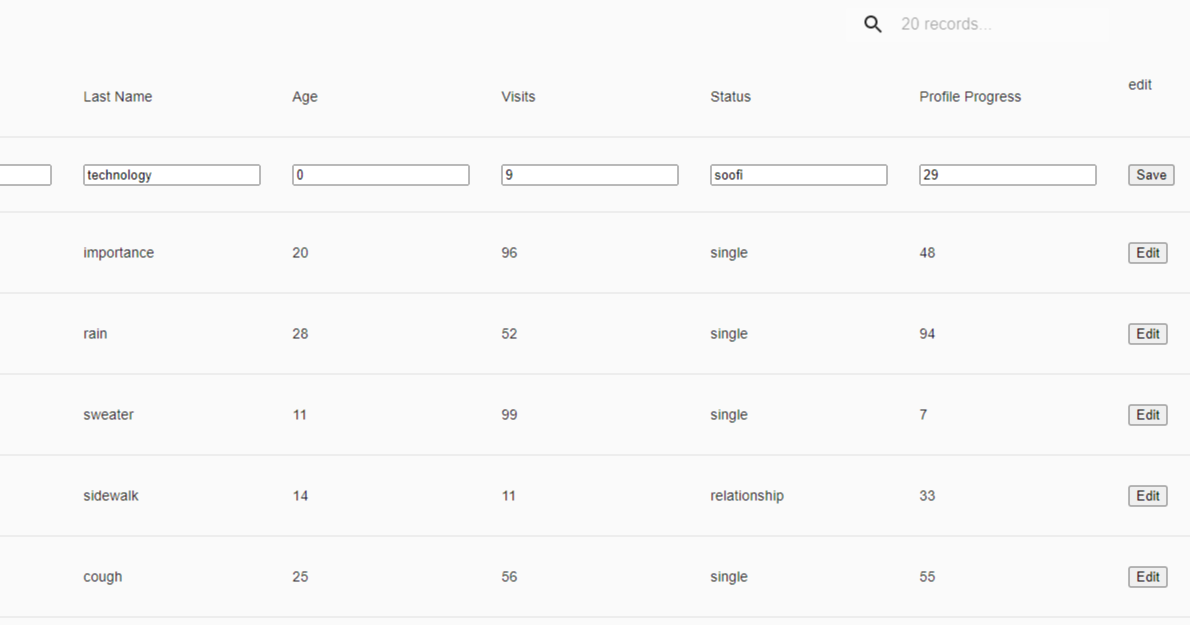 20 records...
edit
Last Name Age Visits Status Profile Progress
technology 0 9 soofi 29 Save
importance 20 96 single 48 Edit
rain 28 52 single 94 Edit
sweater 11 99 single 7 Edit
sidewalk 14 11 relationship 33 Edit
cough 25 56 single 55 Edit